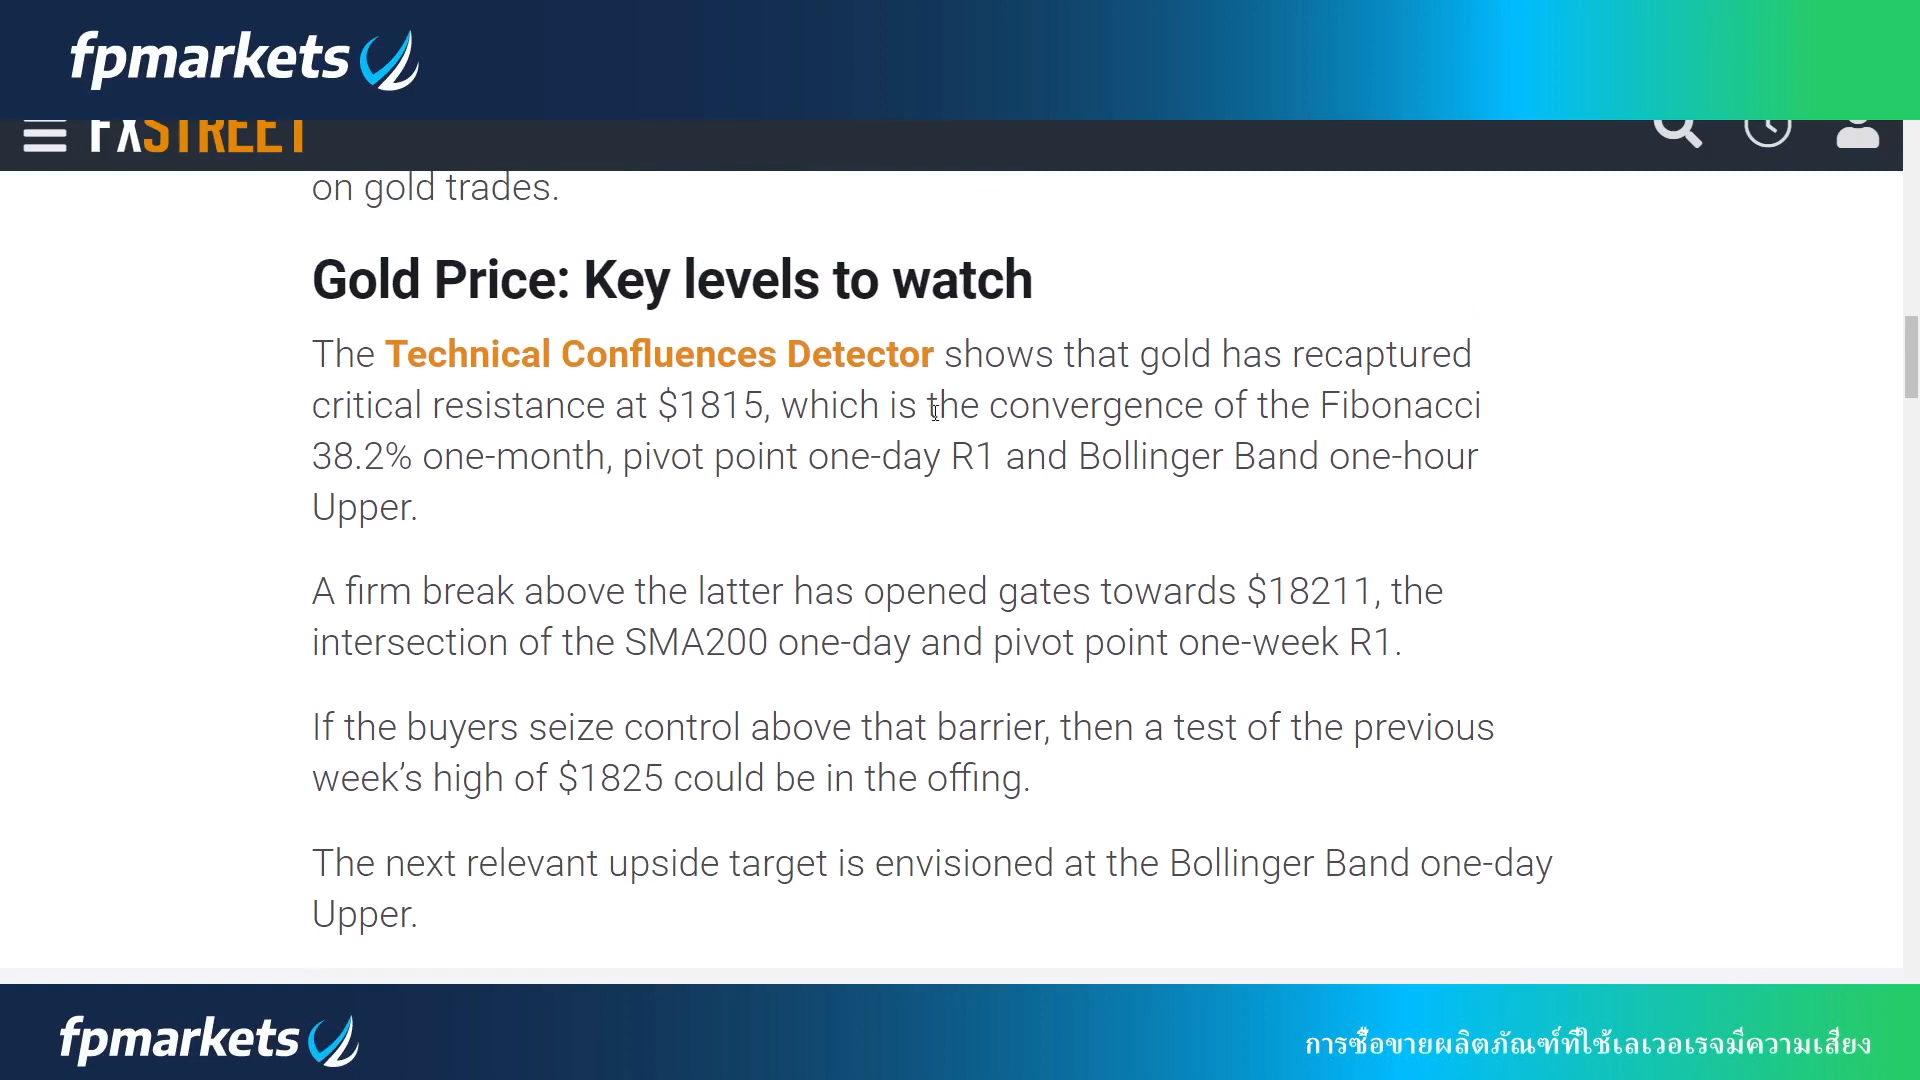 fpmarkets
FXSTREET
on gold trades.
Gold Price: Key levels to watch
The Technical Confluences Detector shows that gold has recaptured
critical resistance at $1815, which is the convergence of the Fibonacci
38.2% one-month, pivot point one-day R1 and Bollinger Band one-hour
Upper.
A firm break above the latter has opened gates towards $18211, the
intersection of the SMA200 one-day and pivot point one-week R1.
If the buyers seize control above that barrier, then a test of the previous
week’s high of $1825 could be in the offing.
The next relevant upside target is envisioned at the Bollinger Band one-day
Upper.
fpmarkets
การซื้อขายผลิตภัณฑ์ที่ใช้เลเวอเรจมีความเสี่ยง